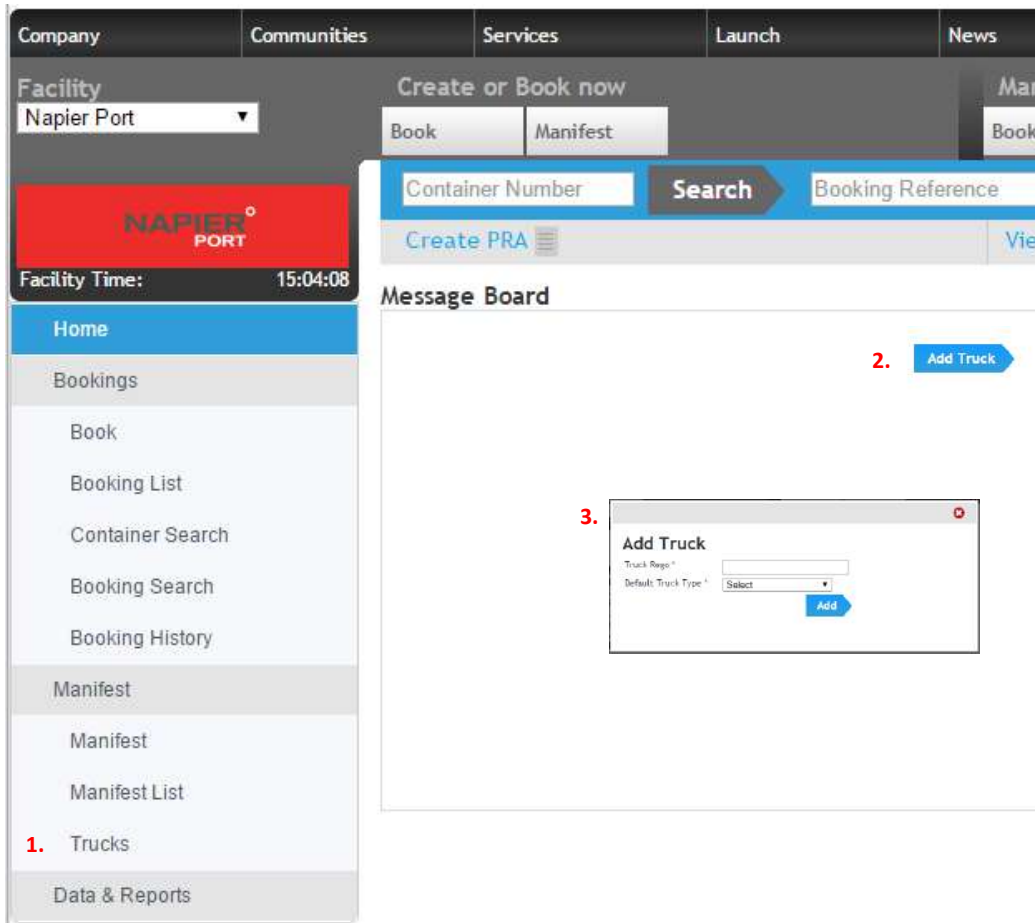 Company Communities Services Launch News
Facility
Napier Port
Create or Book now
Book Manifest
Mar
Book
Container Number Search Booking Reference
NAPIER
PORT
Create PRA Vie
Facility Time: 15:04:08
Message Board
Home
Bookings
Book
Booking List
Container Search
Booking Search
Booking History
Manifest
Manifest
Manifest List
1. Trucks
Data & Reports
2. Add Truck
3.
Add Truck
Truck Rego *
Default Truck Type * Select
Add